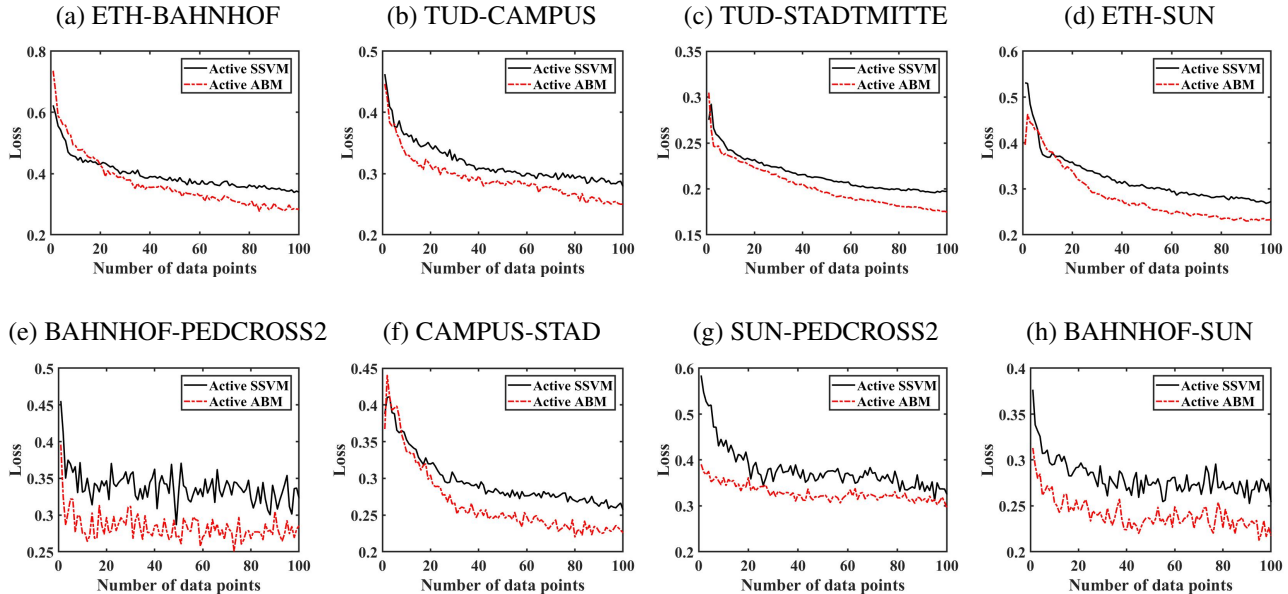 (a) ETH-BAHNHOF
(b) TUD-CAMPUS
(c) TUD-STADTMITTE
(d) ETH-SUN
0.8
0.6
0.4
0.2
Loss
Active SSVM
Active ABM
0 20 40 60 80 100
Number of data points
0.5
0.4
0.3
0.2
Loss
Active SSVM
Active ABM
0 20 40 60 80 100
Number of data points
0.35
0.3
0.25
0.2
0.15
Loss
Active SSVM
Active ABM
0 20 40 60 80 100
Number of data points
0.6
0.5
0.4
0.3
0.2
Loss
Active SSVM
Active ABM
0 20 40 60 80 100
Number of data points
(e) BAHNHOF-PEDCROSS2
(f) CAMPUS-STAD
(g) SUN-PEDCROSS2
(h) BAHNHOF-SUN
0.5
0.45
0.4
0.35
0.3
0.25
Loss
Active SSVM
Active ABM
0 20 40 60 80 100
Number of data points
0.45
0.4
0.35
0.3
0.25
0.2
Loss
Active SSVM
Active ABM
0 20 40 60 80 100
Number of data points
0.6
0.5
0.4
0.3
0.2
Loss
Active SSVM
Active ABM
0 20 40 60 80 100
Number of data points
0.4
0.35
0.3
0.25
0.2
Loss
Active SSVM
Active ABM
0 20 40 60 80 100
Number of data points